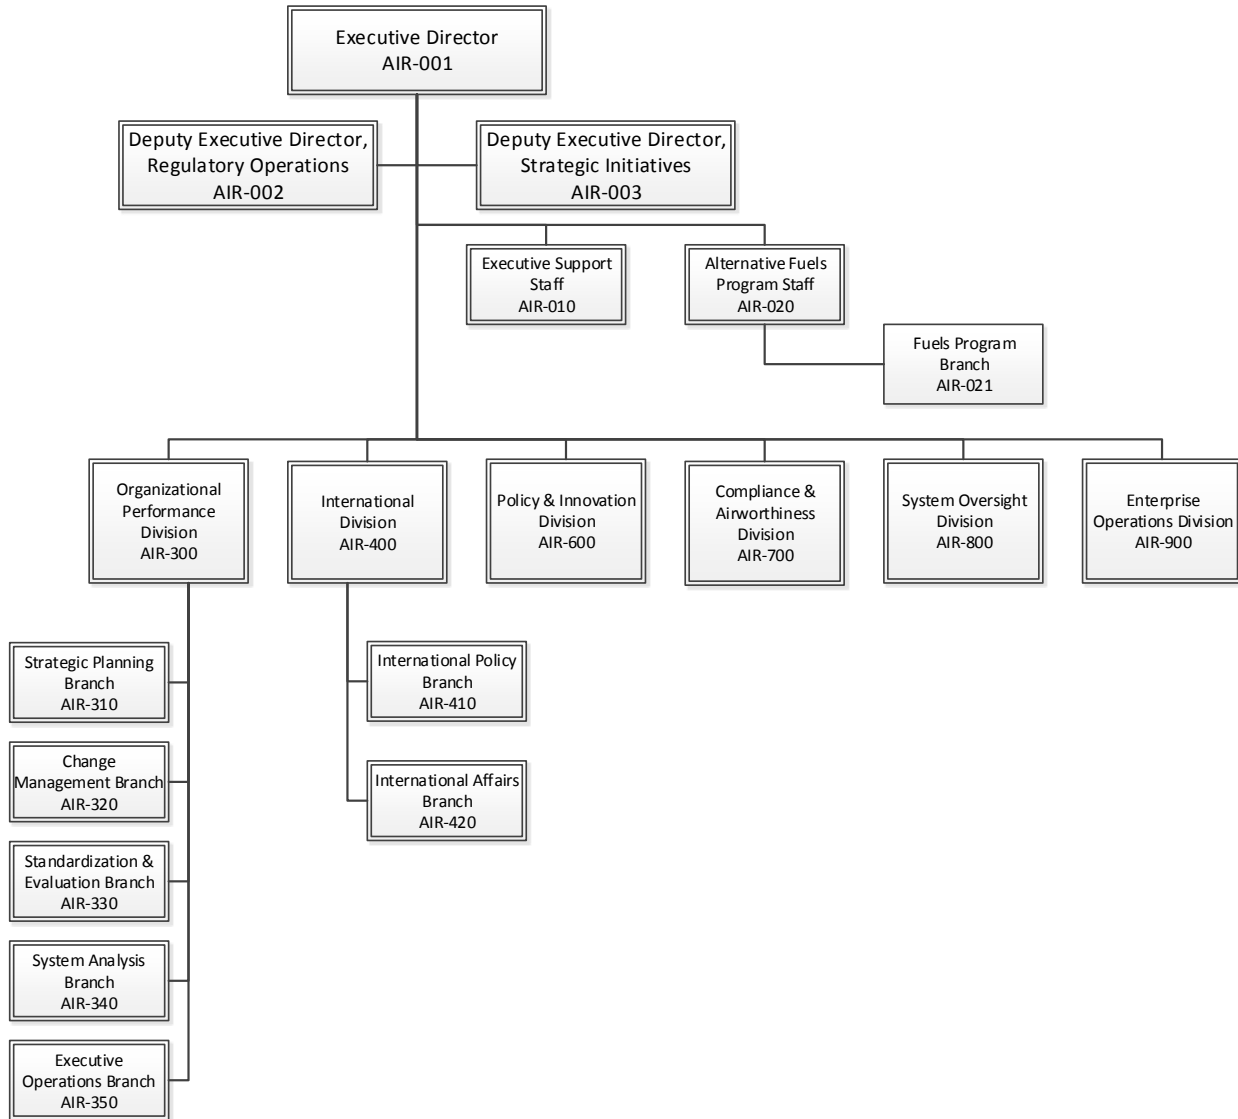 Executive Director
AIR-001
Deputy Executive Director,
Regulatory Operations
AIR-002
Deputy Executive Director,
Strategic Initiatives
AIR-003
Executive Support
Staff
AIR-010
Alternative Fuels
Program Staff
AIR-020
Fuels Program
Branch
AIR-021
Organizational
Performance
Division
AIR-300
International
Division
AIR-400
Policy & Innovation
Division
AIR-600
Compliance &
Airworthiness
Division
AIR-700
System Oversight
Division
AIR-800
Enterprise
Operations Division
AIR-900
Strategic Planning
Branch
AIR-310
Change
Management Branch
AIR-320
Standardization &
Evaluation Branch
AIR-330
System Analysis
Branch
AIR-340
Executive
Operations Branch
AIR-350
International Policy
Branch
AIR-410
International Affairs
Branch
AIR-420